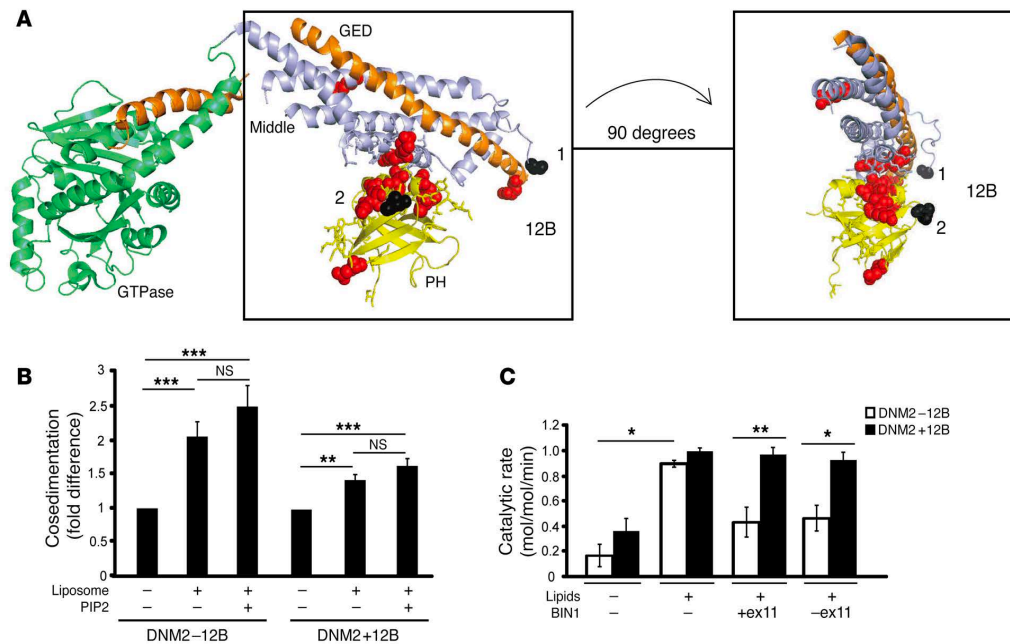 A
GED
Middle
GTPase
1
2
12B
PH
90 degrees
1
2
12B
B
Cosedimentation
(fold difference)
3
2.5
2
1.5
1
0.5
0
***
***
NS
***
**
NS
Liposome – + + – + +
PIP2 – – + – – +
DNM2–12B DNM2+12B
C
DNM2–12B
DNM2+12B
Catalytic rate
(mol/mol/min)
1.2
1.0
0.8
0.6
0.4
0.2
0
*
**
*
Lipids – + + +
BIN1 – – +ex11 –ex11